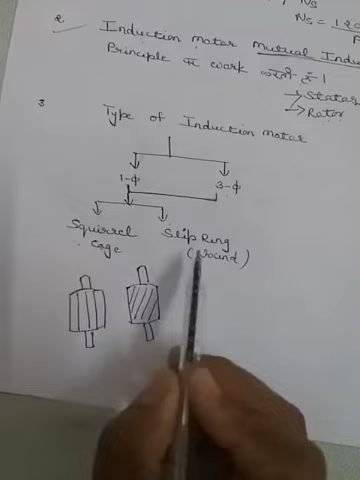 Ns = 120
2. Induction motor Mutual Indu
Principle पर work करती है।
→ Stator
→ Rotor
3 Type of Induction motor
1-Φ 3-Φ
Squirrel Cage
Slip Ring (Wound)